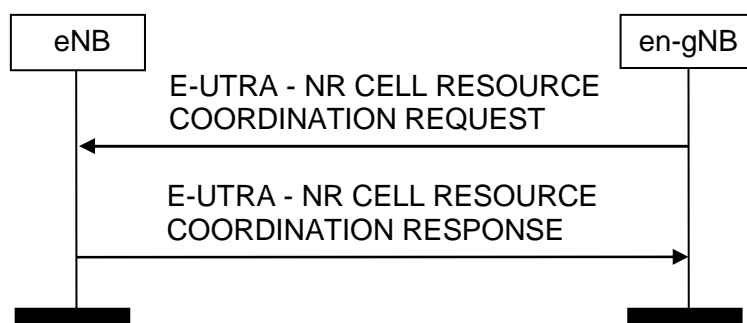 eNB
en-gNB
E-UTRA - NR CELL RESOURCE
COORDINATION REQUEST
E-UTRA - NR CELL RESOURCE
COORDINATION RESPONSE